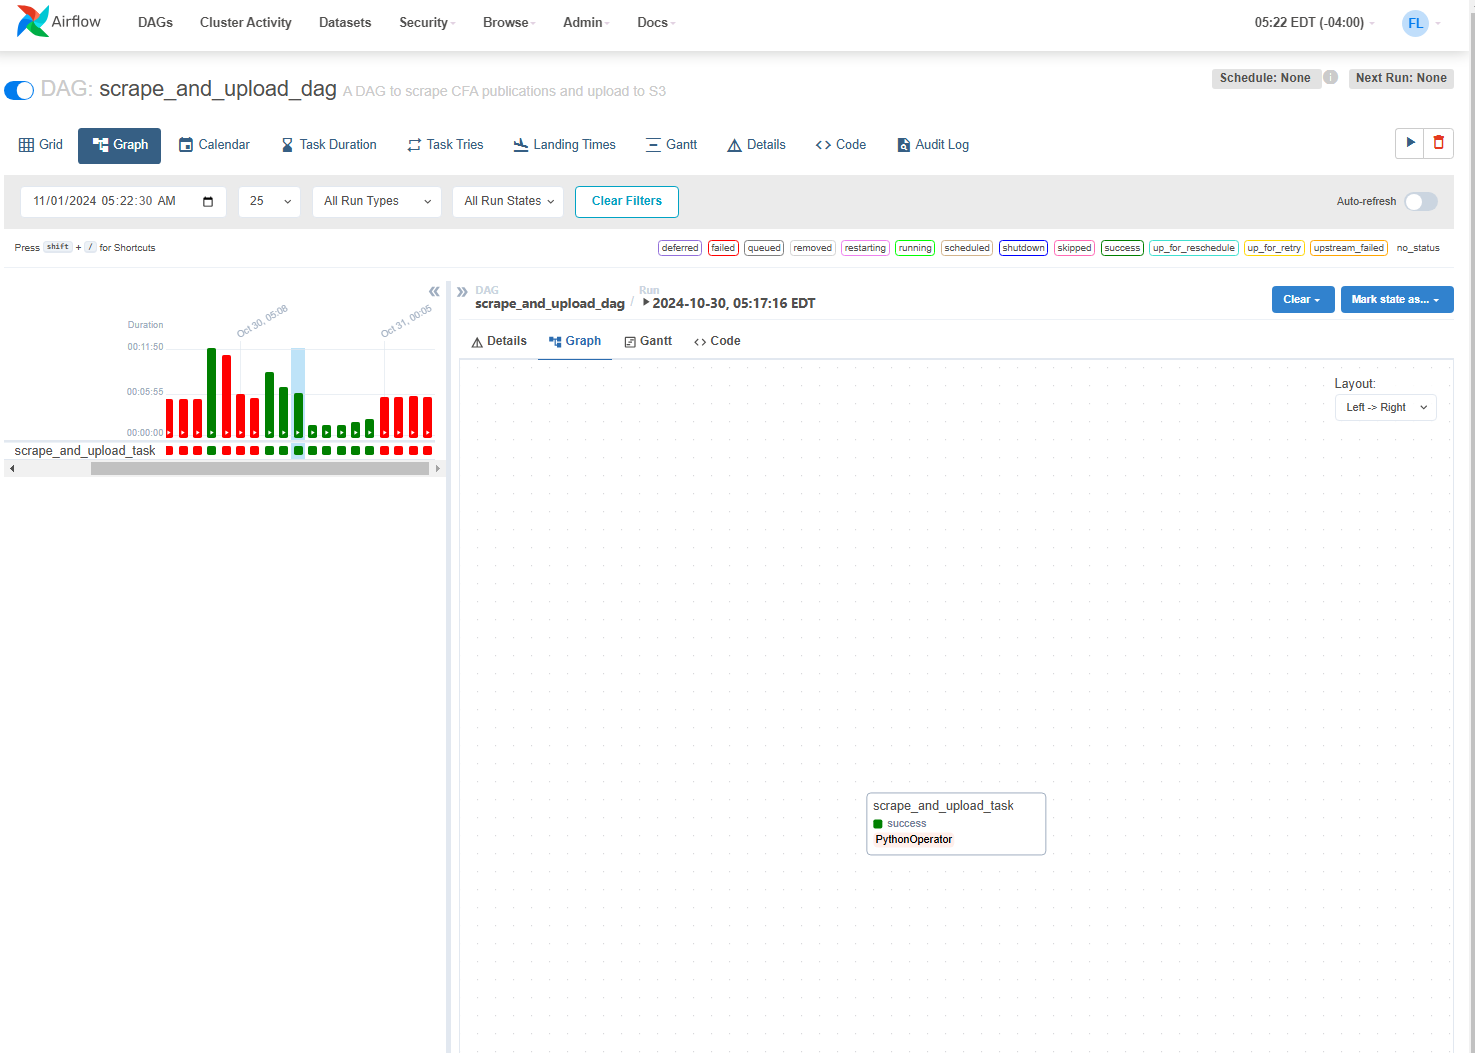 Airflow
DAGs
Cluster Activity
Datasets
Security
Browse
Admin
Docs
05:22 EDT (-04:00)
FL
DAG: scrape_and_upload_dag A DAG to scrape CFA publications and upload to S3
Schedule: None
i
Next Run: None
Grid
Graph
Calendar
Task Duration
Task Tries
Landing Times
Gantt
Details
Code
Audit Log
11/01/2024 05:22:30 AM
25
All Run Types
All Run States
Clear Filters
Auto-refresh
Press shift + / for Shortcuts
deferred
failed
queued
removed
restarting
running
scheduled
shutdown
skipped
success
up_for_reschedule
up_for_retry
upstream_failed
no_status
Duration
00:11:50
00:05:55
00:00:00
Oct 30, 05:08
Oct 31, 00:05
scrape_and_upload_task
DAG
scrape_and_upload_dag
/
Run
2024-10-30, 05:17:16 EDT
Clear
Mark state as...
Details
Graph
Gantt
Code
Layout:
Left -> Right
scrape_and_upload_task
success
PythonOperator